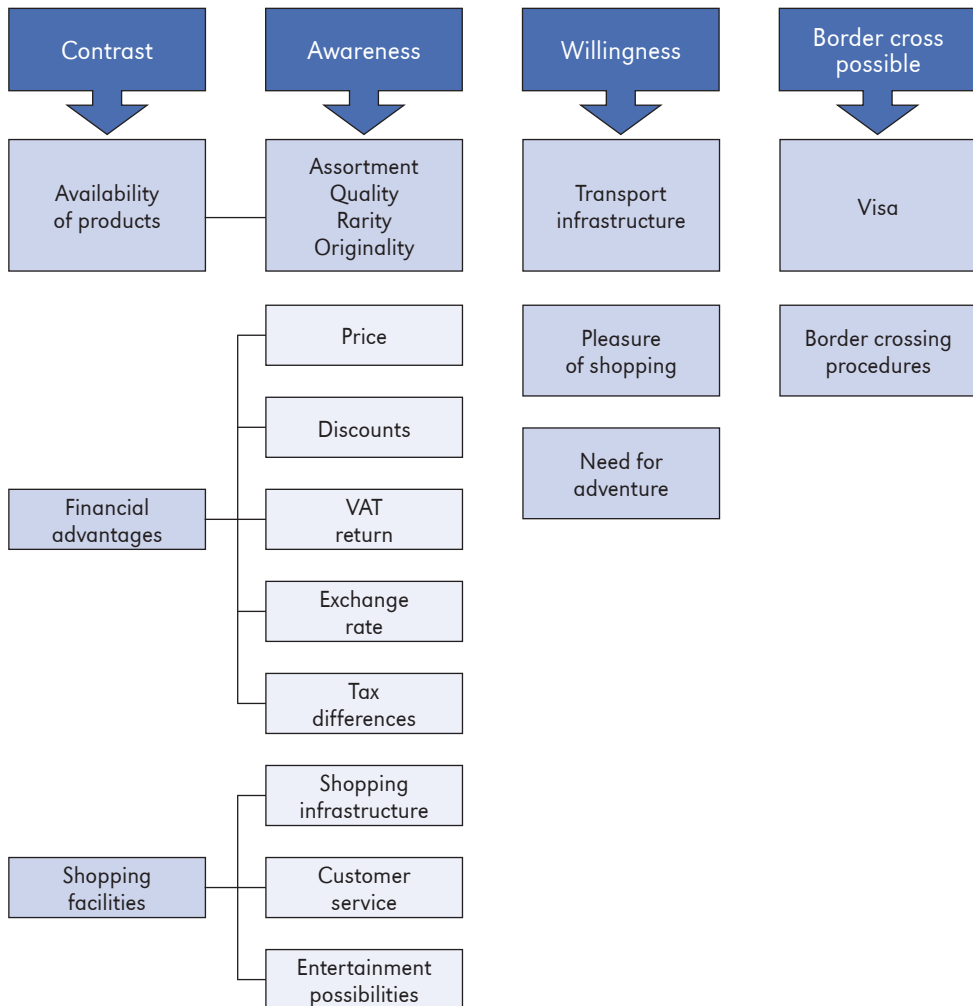 Contrast
Awareness
Willingness
Border cross
possible
Availability
of products
Assortment
Quality
Rarity
Originality
Transport
infrastructure
Visa
Price
Pleasure
of shopping
Border crossing
procedures
Discounts
Need for
adventure
Financial
advantages
VAT
return
Exchange
rate
Tax
differences
Shopping
infrastructure
Shopping
facilities
Customer
service
Entertainment
possibilities